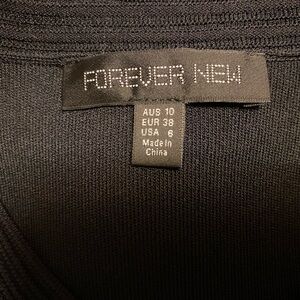 FOREVER NEW
AUS 10
EUR 38
USA 6
Made In
China